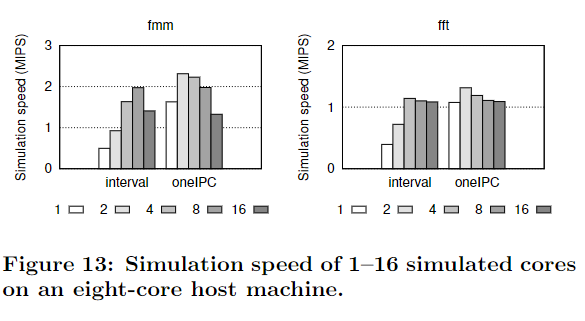 fmm
Simulation speed (MIPS)
3
2
1
0
interval oneIPC
1 2 4 8 16
fft
Simulation speed (MIPS)
2
1
0
interval oneIPC
1 2 4 8 16
Figure 13: Simulation speed of 1–16 simulated cores
on an eight-core host machine.